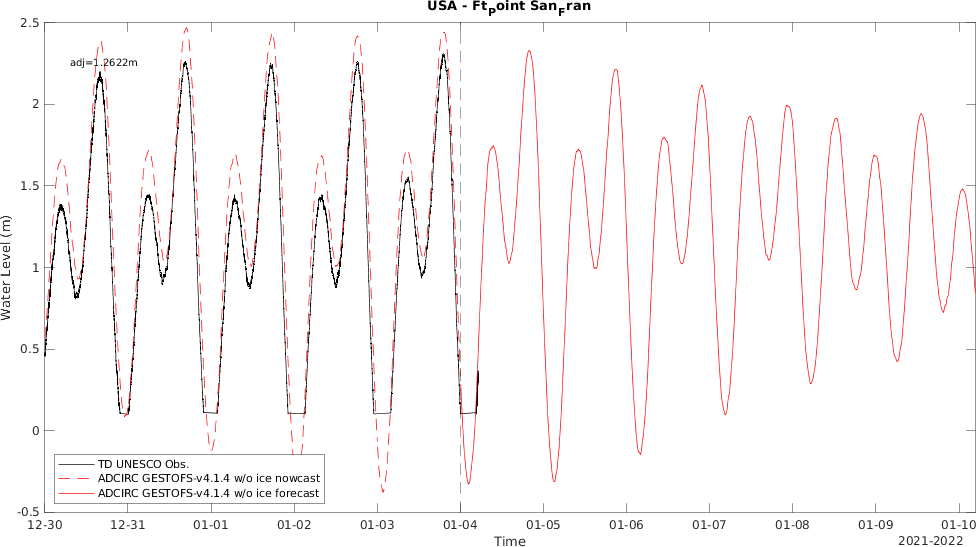 USA - FtPoint SanFran
2.5
adj=1.2622m
2
1.5
1
0.5
0
-0.5
Water Level (m)
TD UNESCO Obs.
ADCIRC GESTOFS-v4.1.4 w/o ice nowcast
ADCIRC GESTOFS-v4.1.4 w/o ice forecast
12-30 12-31 01-01 01-02 01-03 01-04 01-05 01-06 01-07 01-08 01-09 01-10
Time
2021-2022